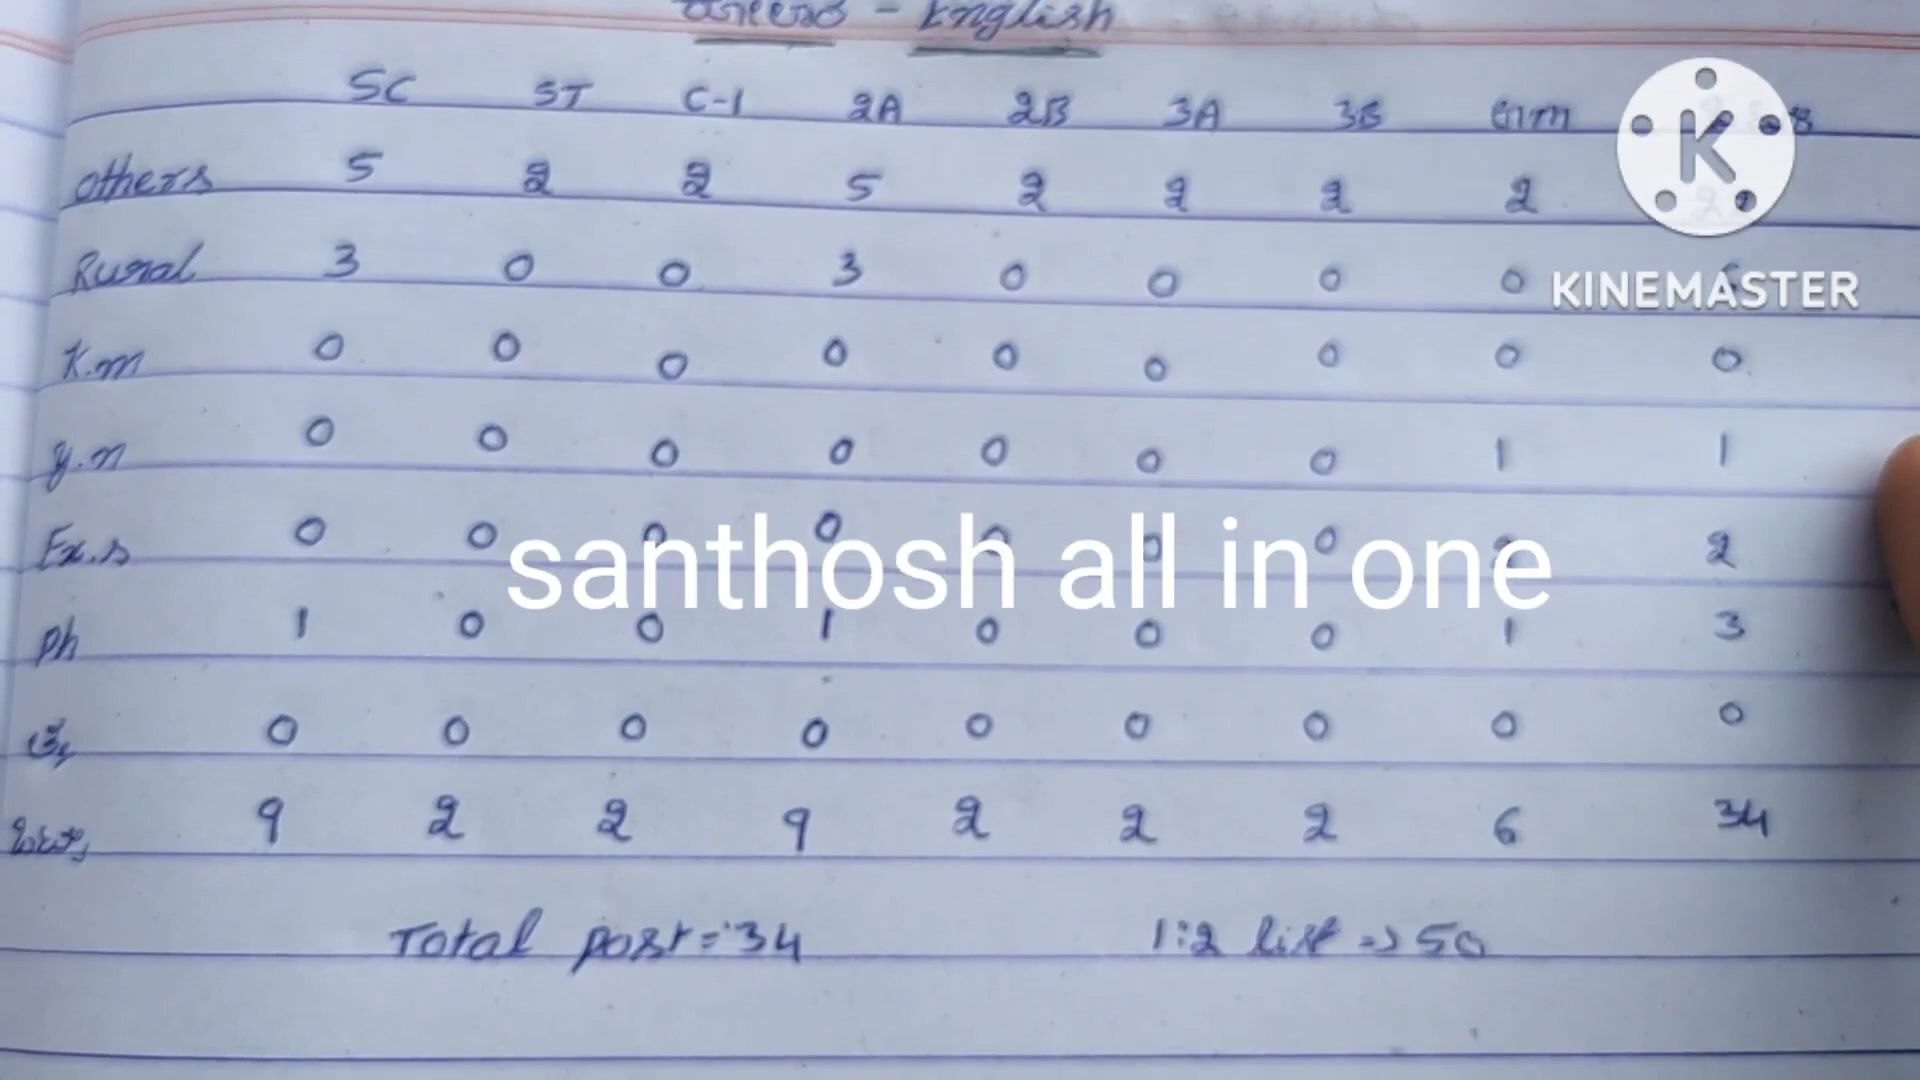 - English
SC ST C-1 2A 2B 3A 3B Gm
others 5 2 2 5 2 2 2 2
Rural 3 0 0 3 0 0 0 0
K.m 0 0 0 0 0 0 0 0 0
y.n 0 0 0 0 0 0 0 1 1
Ex.s 0 0 0 0 0 0 0 2 2
santhosh all in one
Ph 1 0 0 1 0 0 0 1 3
0 0 0 0 0 0 0 0 0
9 2 2 9 2 2 2 6 34
Total post = 34 1:2 list => 50
KINEMASTER